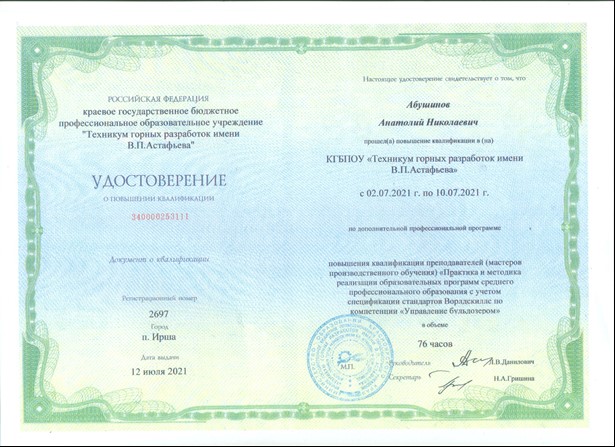 РОССИЙСКАЯ ФЕДЕРАЦИЯ
краевое государственное бюджетное
профессиональное образовательное учреждение
"Техникум горных разработок имени
В.П.Астафьева"
УДОСТОВЕРЕНИЕ
О ПОВЫШЕНИИ КВАЛИФИКАЦИИ
340000253111
Документ о квалификации
Регистрационный номер
2697
Город
п. Ирша
Дата выдачи
12 июля 2021
Настоящее удостоверение свидетельствует о том, что
Абушинов
Анатолий Николаевич
прошел(а) повышение квалификации в (на)
КГБПОУ «Техникум горных разработок имени
В.П.Астафьева»
с 02.07.2021 г. по 10.07.2021 г.
по дополнительной профессиональной программе
повышения квалификации преподавателей (мастеров
производственного обучения) «Практика и методика
реализации образовательных программ среднего
профессионального образования с учетом
спецификации стандартов Ворлдскиллс по
компетенции «Управление бульдозером»
в объеме
76 часов
М.П.
Руководитель
Л.В.Данилович
Секретарь
Н.А.Гришина